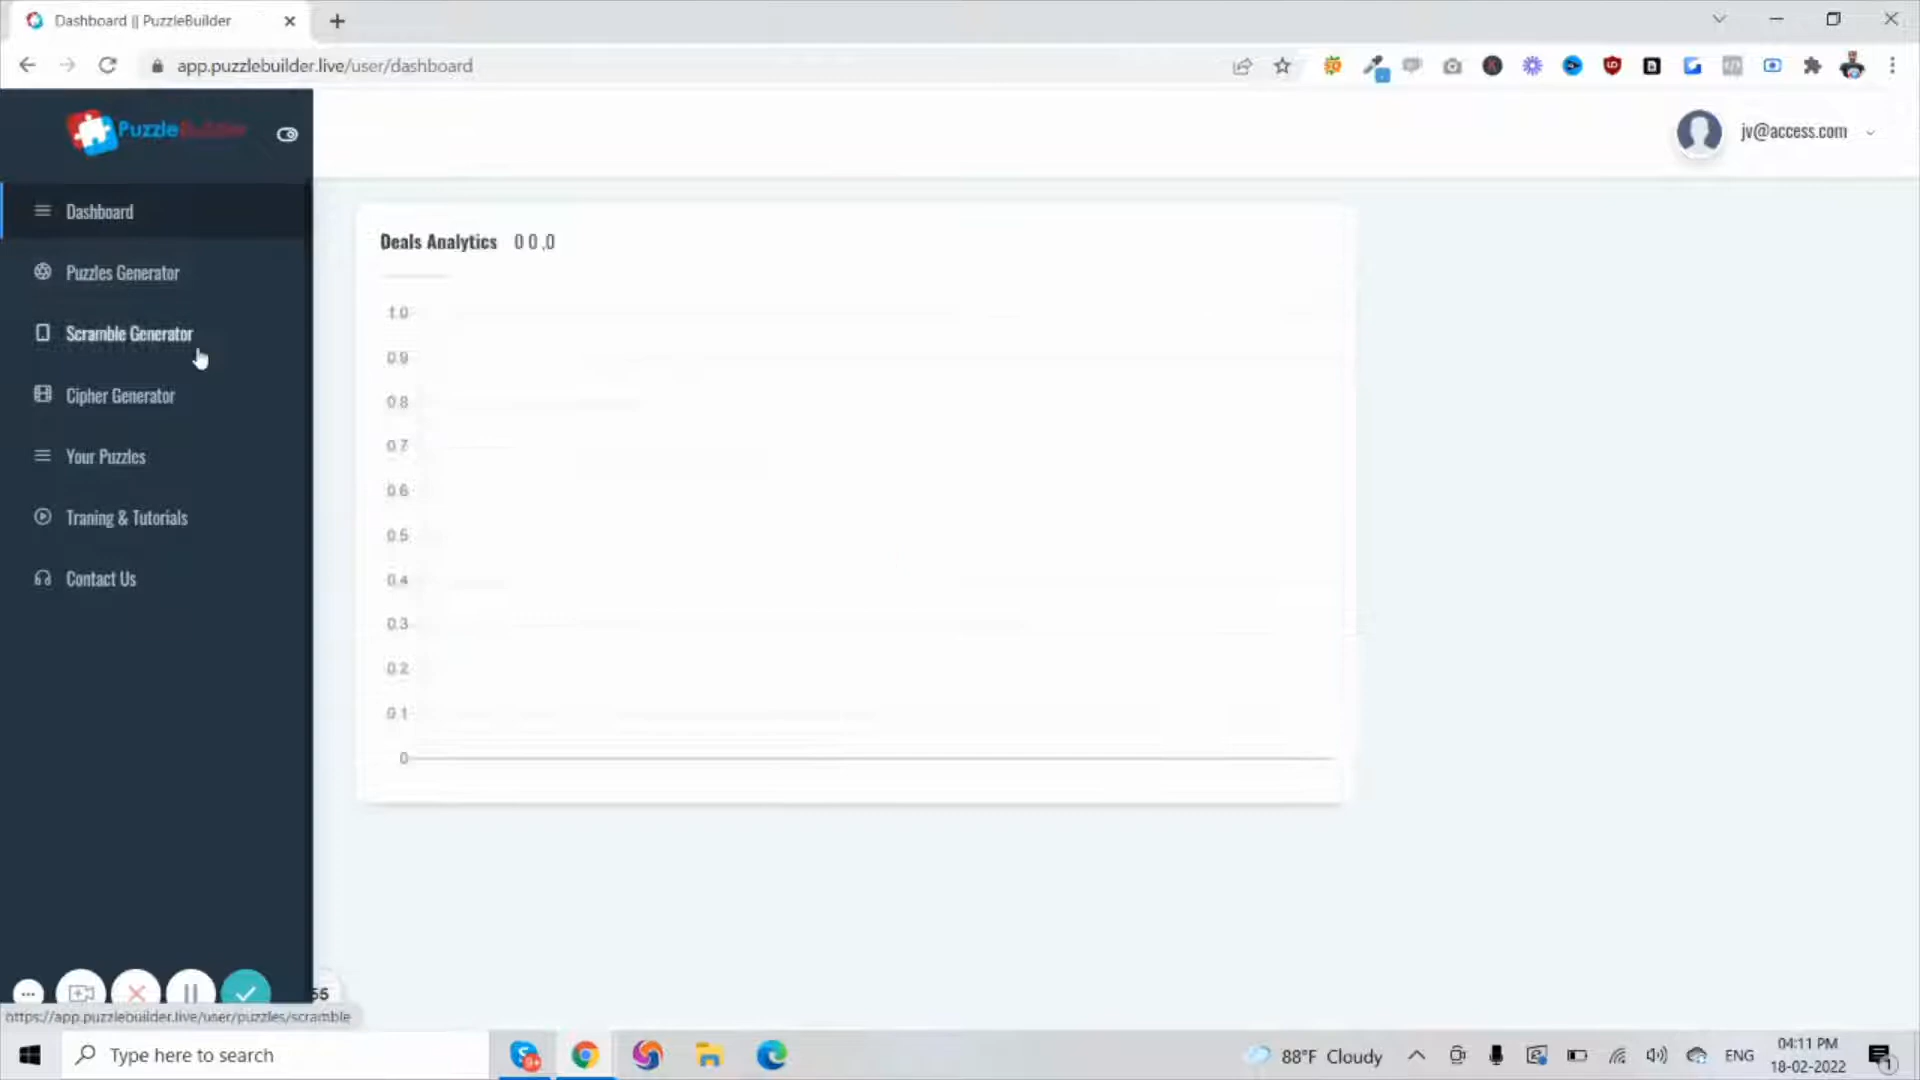 Dashboard || PuzzleBuilder
app.puzzlebuilder.live/user/dashboard
PuzzleBuilder
jv@access.com
Dashboard
Puzzles Generator
Scramble Generator
Cipher Generator
Your Puzzles
Traning & Tutorials
Contact Us
Deals Analytics 0 0 ,0
1.0
0.9
0.8
0.7
0.6
0.5
0.4
0.3
0.2
0.1
0
55
https://app.puzzlebuilder.live/user/puzzles/scramble
Type here to search
88°F Cloudy
ENG
04:11 PM
18-02-2022
1